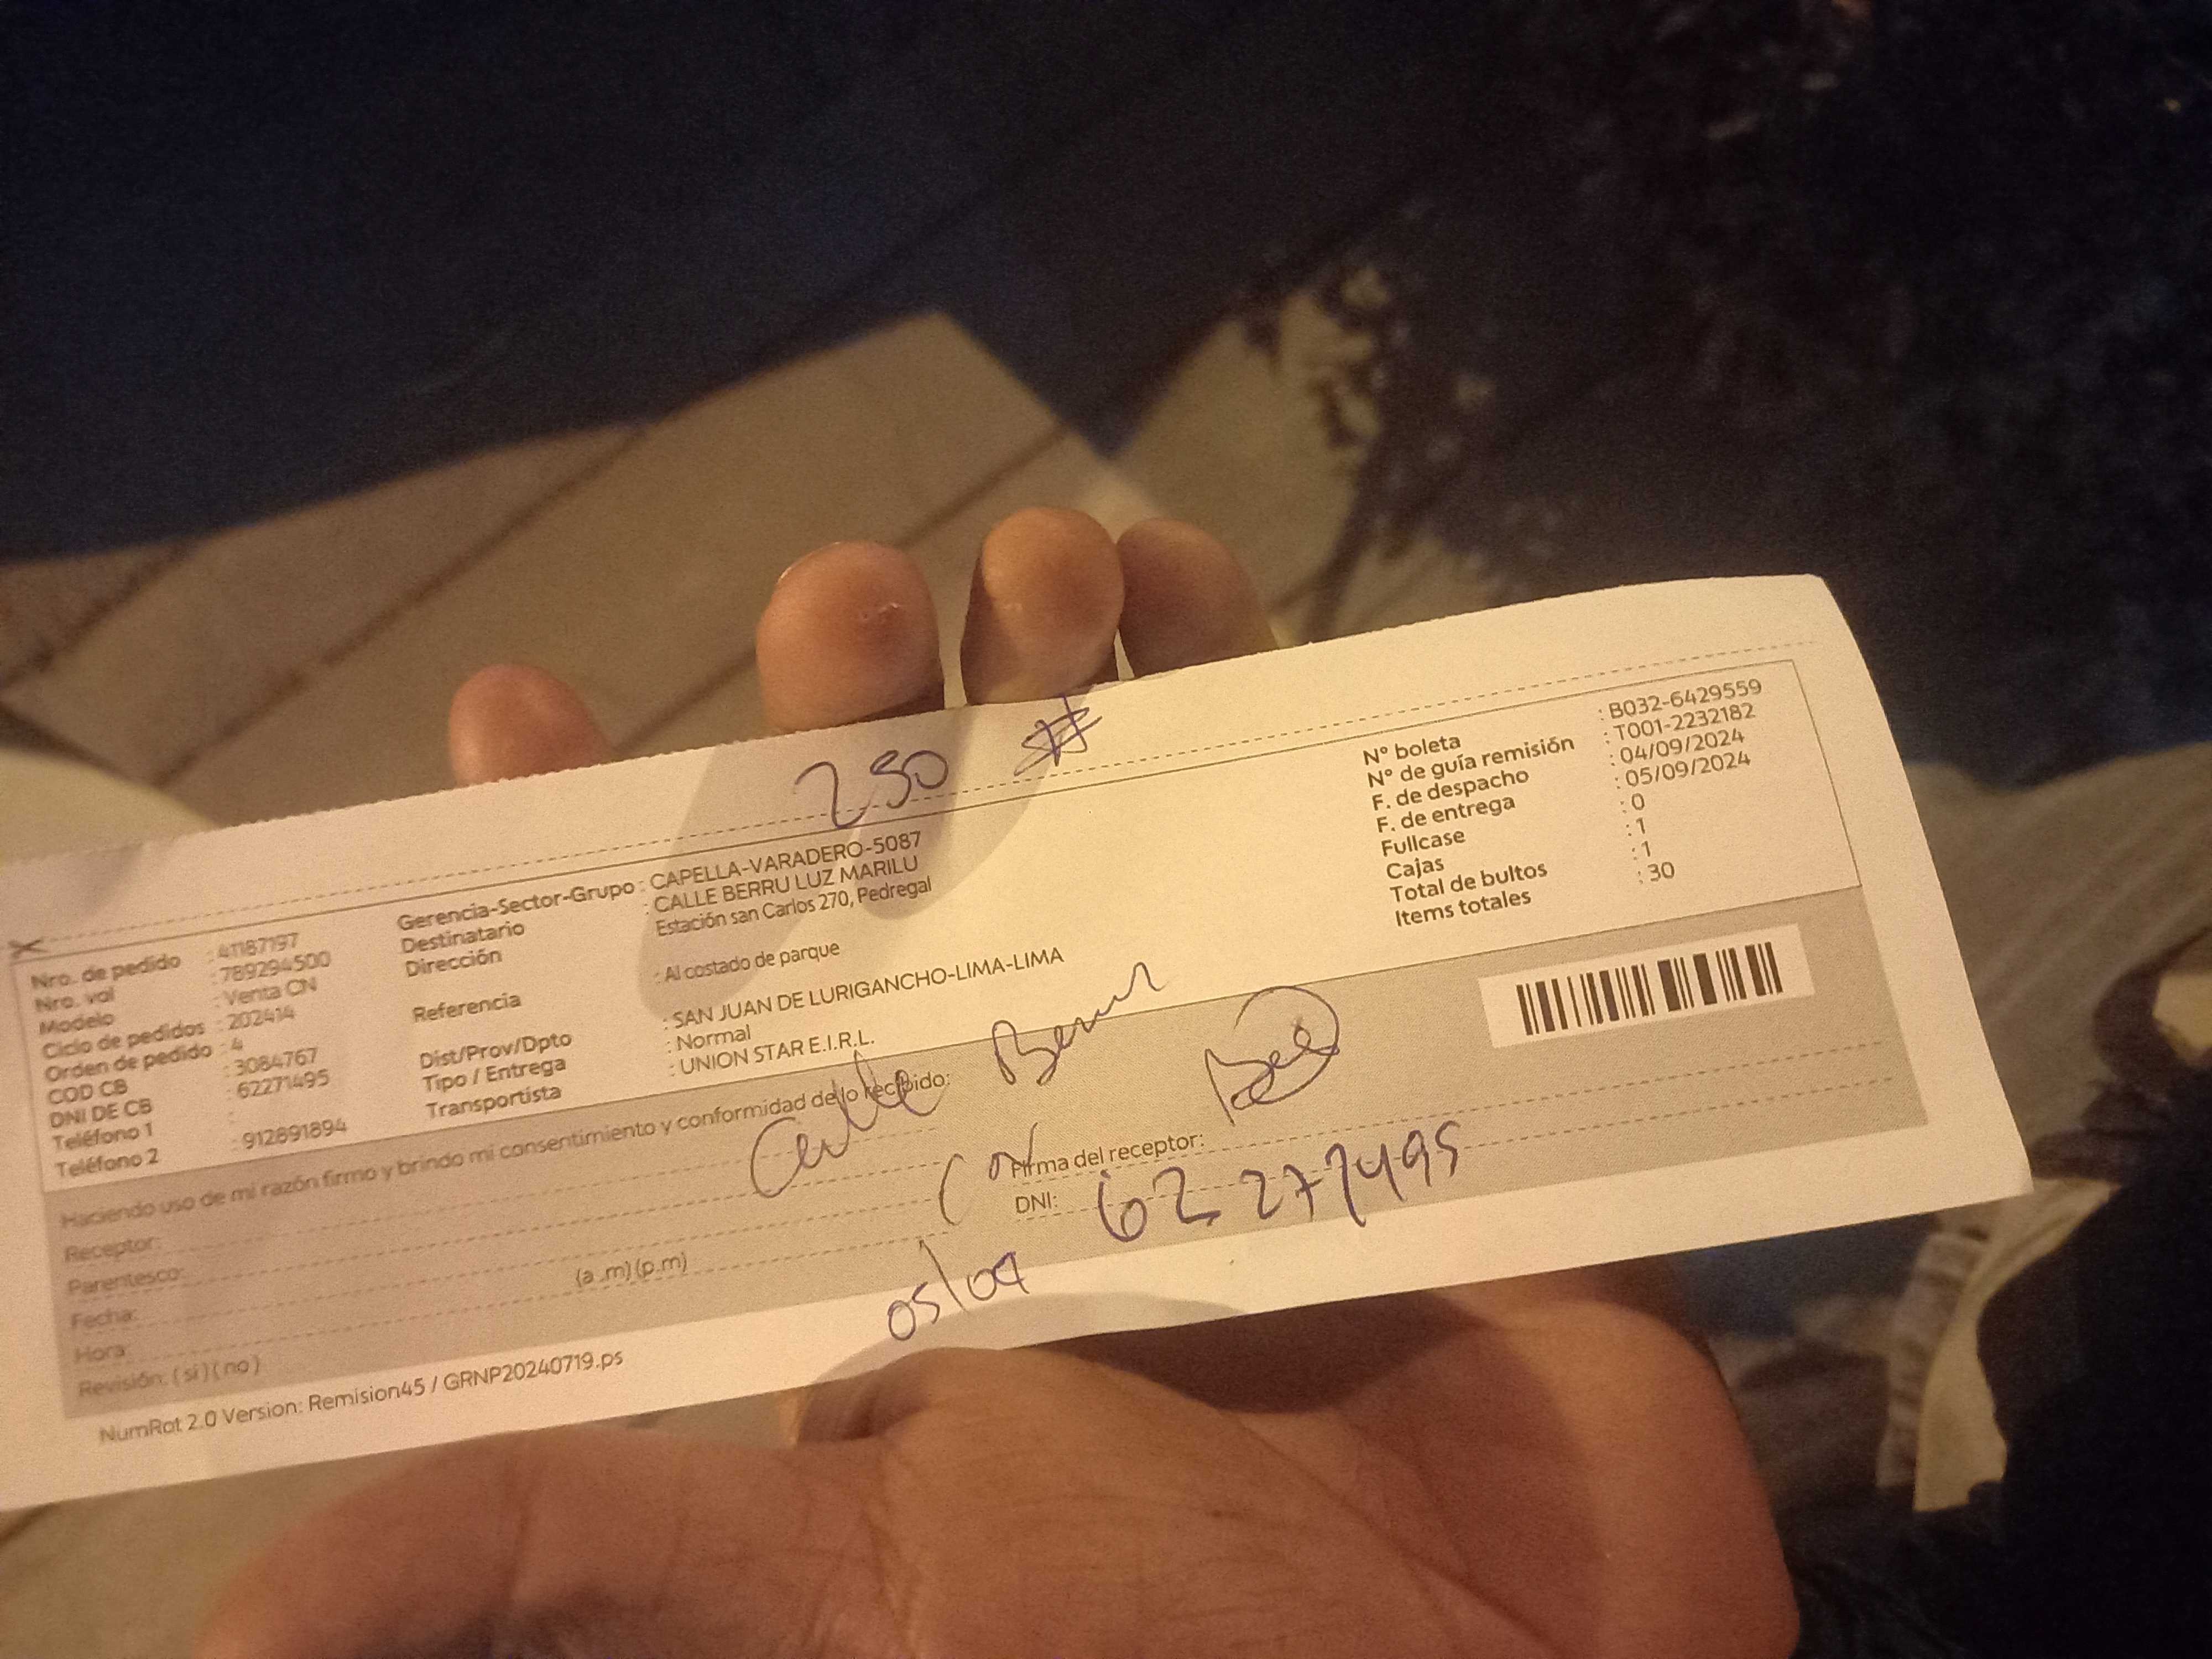 250 #
Nro. de pedido : 41187197
Nro. val : 789294500
Modelo : Venta CN
Ciclo de pedidos : 202414
Orden de pedido : 4
COD CB : 3084767
DNI DE CB : 62271495
Teléfono 1 :
Teléfono 2 : 912891894
Gerencia-Sector-Grupo : CAPELLA-VARADERO-5087
Destinatario : CALLE BERRU LUZ MARILU
Dirección Estación san Carlos 270, Pedregal
Referencia : Al costado de parque
Dist/Prov/Dpto : SAN JUAN DE LURIGANCHO-LIMA-LIMA
Tipo / Entrega : Normal
Transportista : UNION STAR E.I.R.L.
N° boleta : B032-6429559
N° de guía remisión : T001-2232182
F. de despacho : 04/09/2024
F. de entrega : 05/09/2024
Fullcase : 0
Cajas : 1
Total de bultos : 1
Items totales : 30
Haciendo uso de mi razón firmo y brindo mi consentimiento y conformidad de lo recibido:
Receptor: Calle Berru
Parentesco:
Fecha: 05/09
Hora: (a .m) (p.m)
Revisión: ( si ) ( no )
Firma del receptor:
DNI: 62277495
NumRot 2.0 Version: Remision45 / GRNP20240719.ps